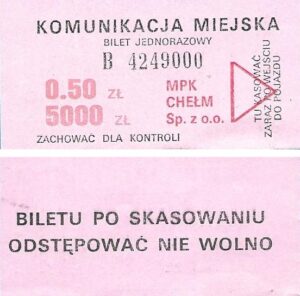 KOMUNIKACJA MIEJSKA
BILET JEDNORAZOWY
B 4249000
0.50 ZŁ
5000 ZŁ
MPK
CHEŁM
Sp. z o.o.
ZACHOWAĆ DLA KONTROLI
TU KASOWAĆ
ZARAZ PO WEJŚCIU
DO POJAZDU
BILETU PO SKASOWANIU
ODSTĘPOWAĆ NIE WOLNO